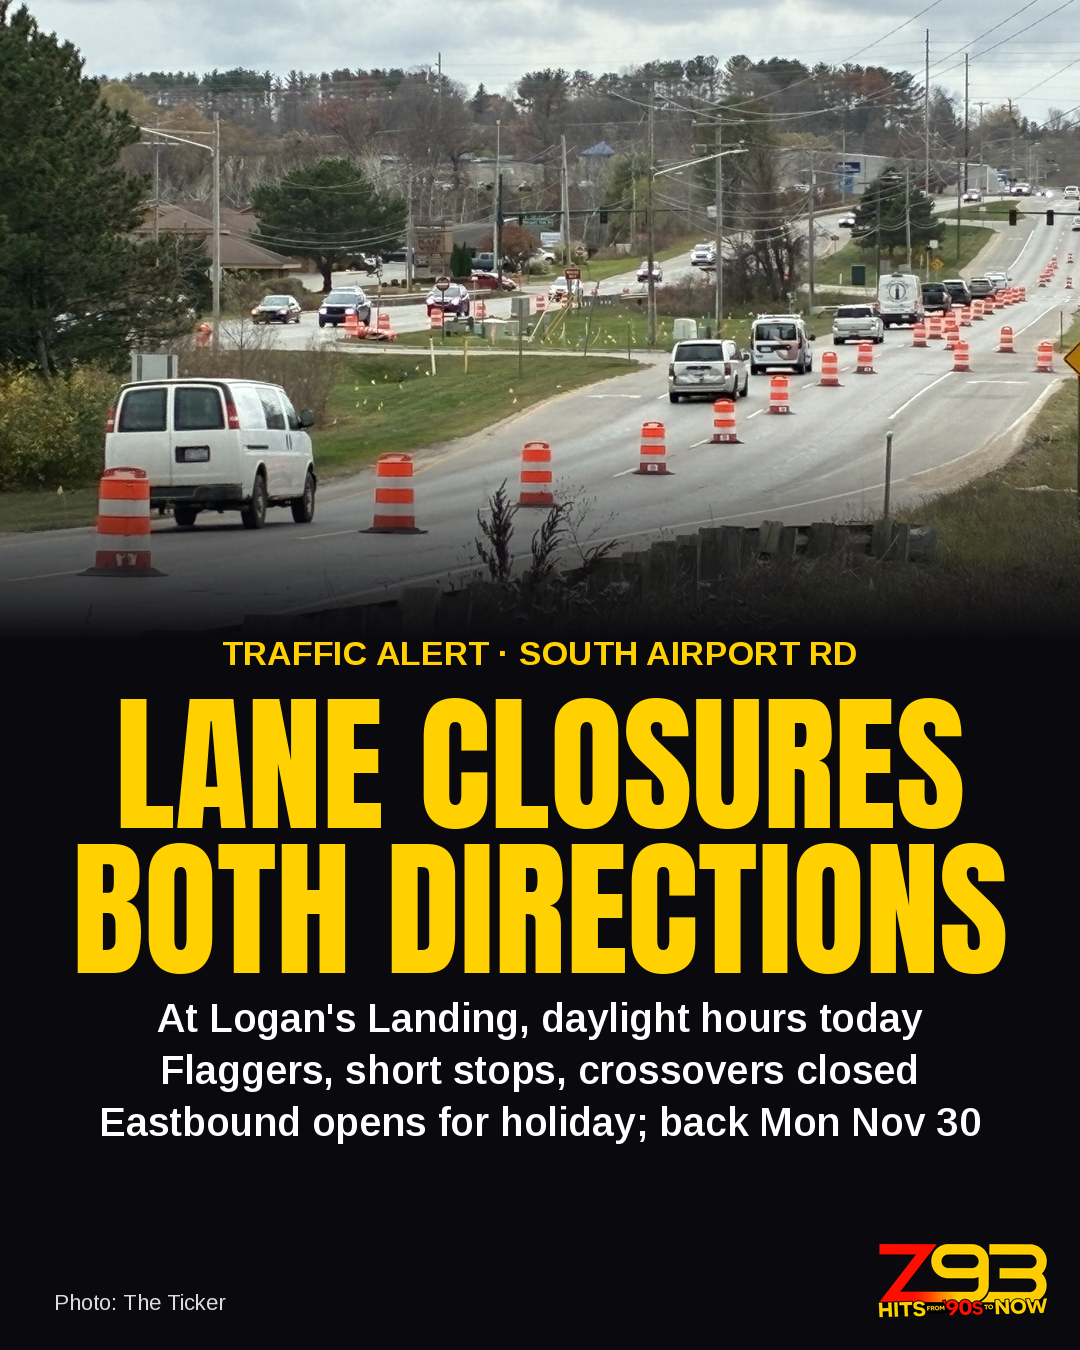 TRAFFIC ALERT · SOUTH AIRPORT RD
LANE CLOSURES
BOTH DIRECTIONS
At Logan's Landing, daylight hours today
Flaggers, short stops, crossovers closed
Eastbound opens for holiday; back Mon Nov 30
Photo: The Ticker
Z93
HITS FROM '90S TO NOW